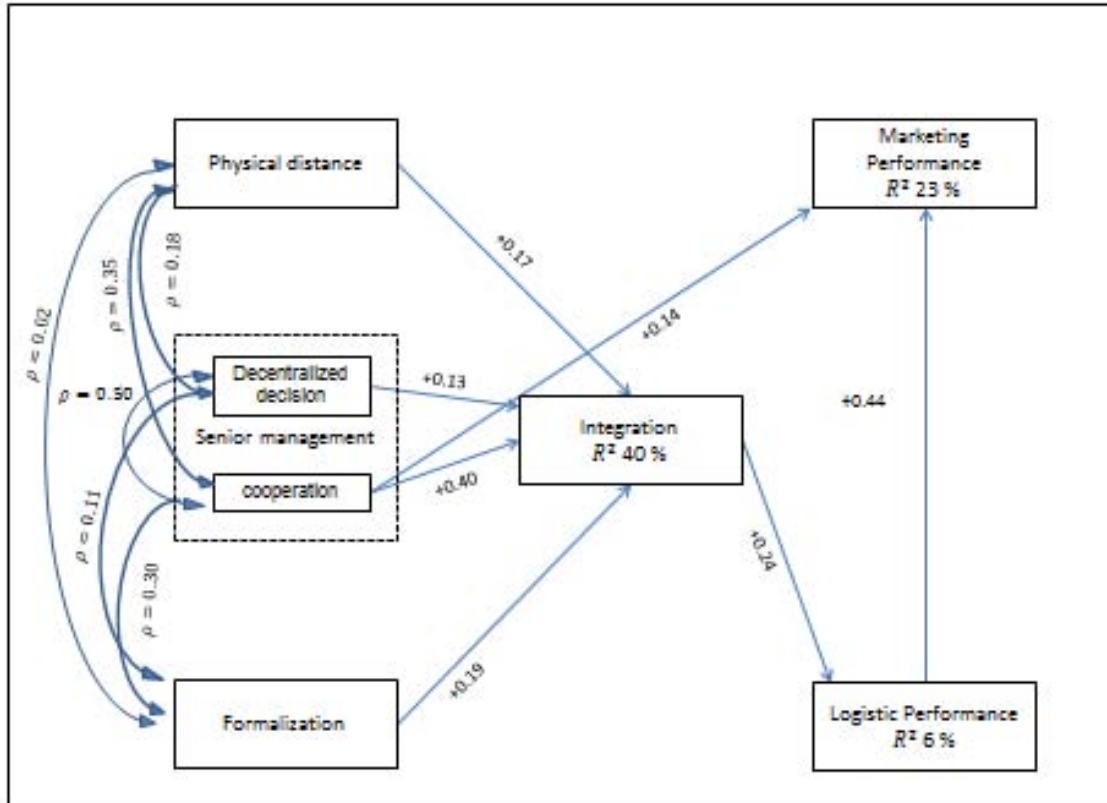 Physical distance
Marketing
Performance
R² 23 %
+0.17
ρ = 0.18
ρ = 0.35
ρ = 0.02
+0.14
Decentralized
decision
+0.13
ρ = 0.50
+0.44
Senior management
Integration
R² 40 %
cooperation
+0.40
ρ = 0.11
ρ = 0.30
+0.24
+0.19
Formalization
Logistic Performance
R² 6 %